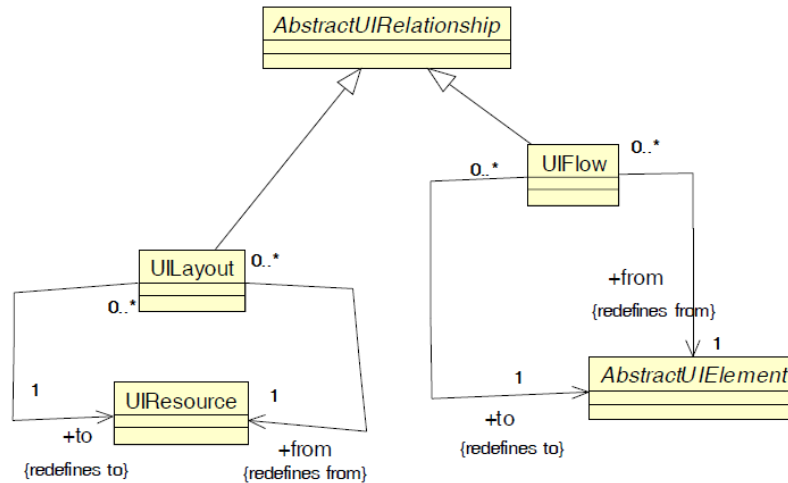 AbstractUIRelationship
0..*
UIFlow
0..*
UILayout
0..*
0..*
+from
{redefines from}
1
1
UIResource
1
1
AbstractUIElement
+to
{redefines to}
+from
{redefines from}
+to
{redefines to}